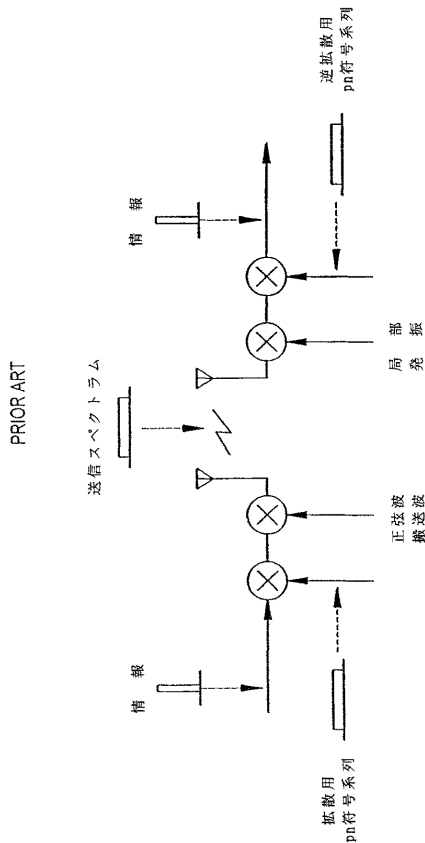 PRIOR ART
送信スペクトラム
情 報
情 報
拡散用
pn符号系列
正弦波
搬送波
局 部
発 振
逆拡散用
pn符号系列